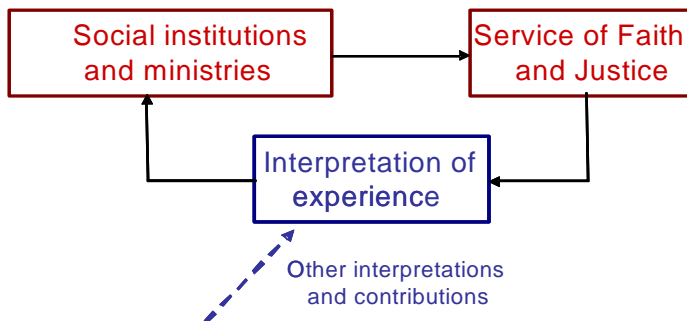 Social institutions
and ministries
Service of Faith
and Justice
Interpretation of
experience
Other interpretations
and contributions